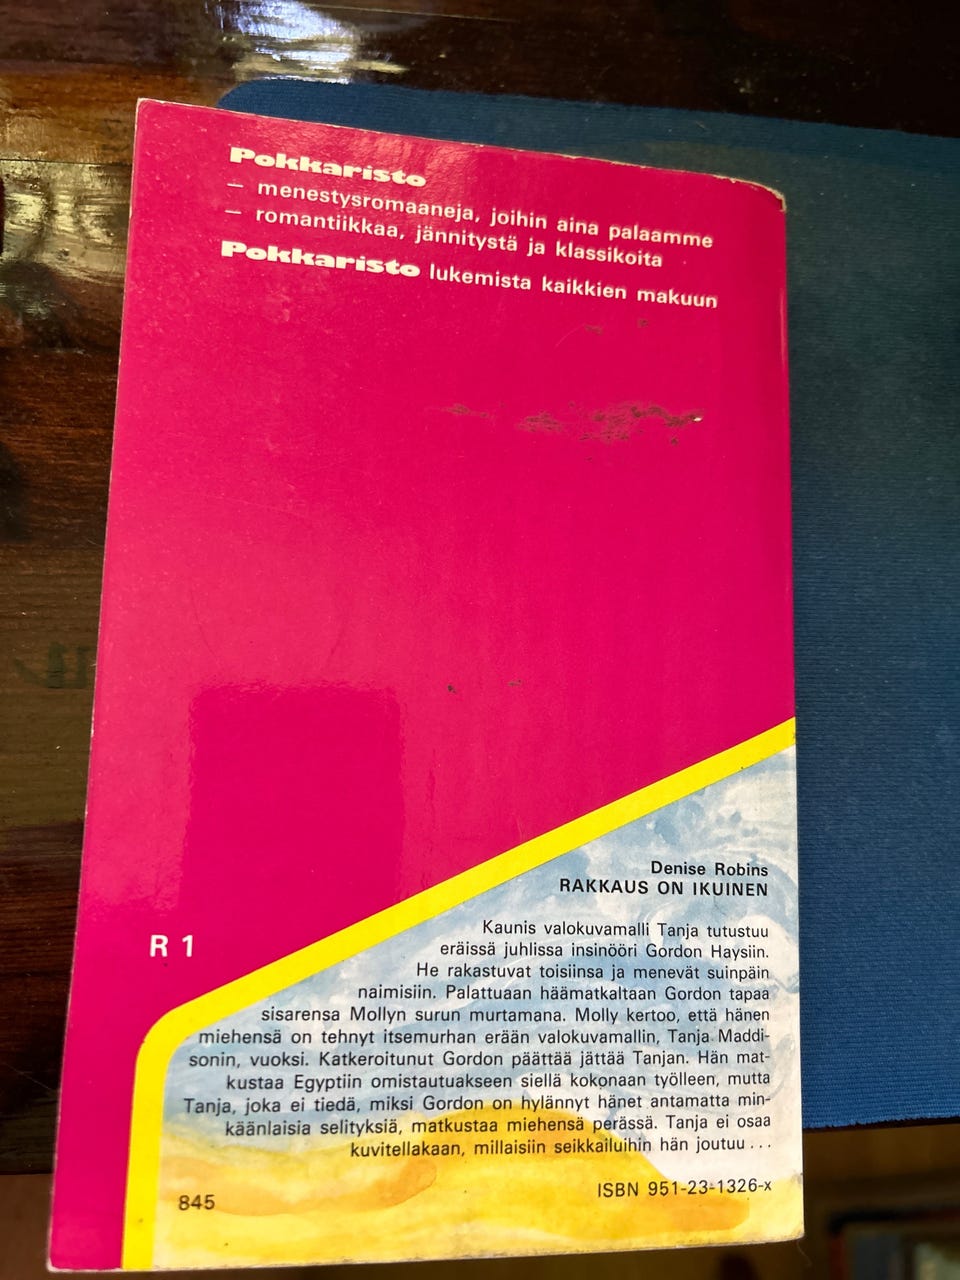 Pokkaristo
– menestysromaaneja, joihin aina palaamme
– romantiikkaa, jännitystä ja klassikoita
Pokkaristo lukemista kaikkien makuun
Denise Robins
RAKKAUS ON IKUINEN
Kaunis valokuvamalli Tanja tutustuu
eräissä juhlissa insinööri Gordon Haysiin.
He rakastuvat toisiinsa ja menevät suinpäin
naimisiin. Palattuaan häämatkaltaan Gordon tapaa
sisarensa Mollyn surun murtamana. Molly kertoo, että hänen
miehensä on tehnyt itsemurhan erään valokuvamallin, Tanja Maddi-
sonin, vuoksi. Katkeroitunut Gordon päättää jättää Tanjan. Hän mat-
kustaa Egyptiin omistautuakseen siellä kokonaan työlleen, mutta
Tanja, joka ei tiedä, miksi Gordon on hylännyt hänet antamatta min-
käänlaisia selityksiä, matkustaa miehensä perässä. Tanja ei osaa
kuvitellakaan, millaisiin seikkailuihin hän joutuu ...
R 1
845
ISBN 951-23-1326-x